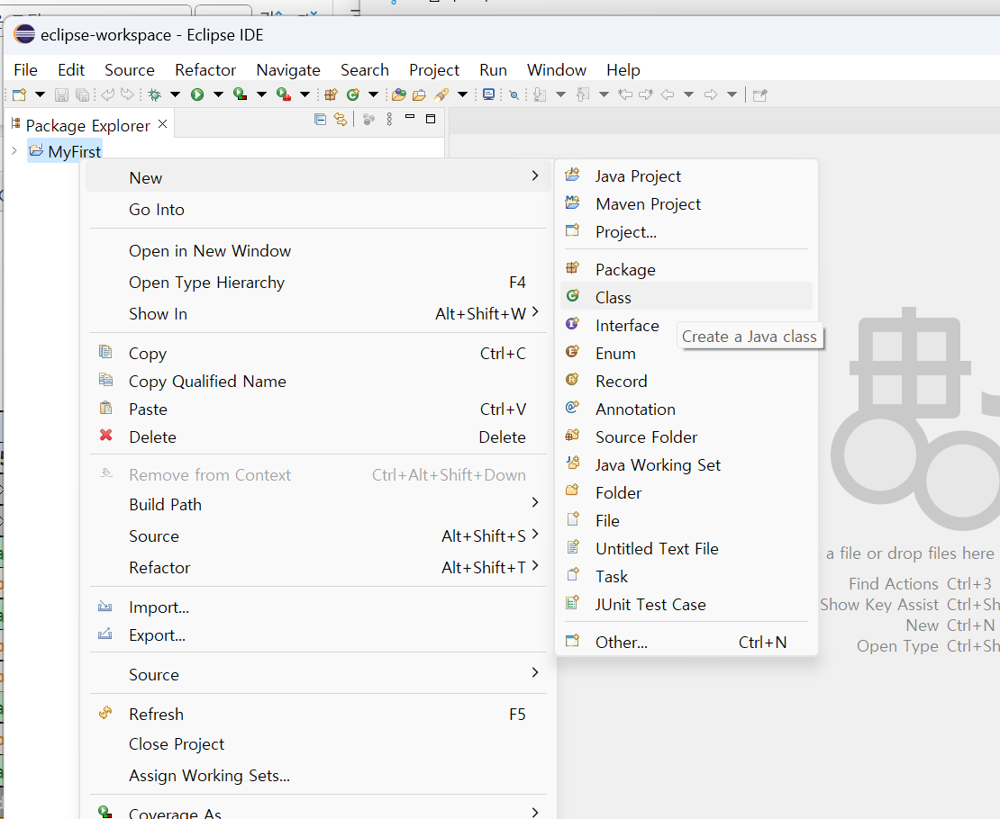 eclipse-workspace - Eclipse IDE
File Edit Source Refactor Navigate Search Project Run Window Help
Package Explorer
MyFirst
New
Go Into
Open in New Window
Open Type Hierarchy F4
Show In Alt+Shift+W
Copy Ctrl+C
Copy Qualified Name
Paste Ctrl+V
Delete Delete
Remove from Context Ctrl+Alt+Shift+Down
Build Path
Source Alt+Shift+S
Refactor Alt+Shift+T
Import...
Export...
Source
Refresh F5
Close Project
Assign Working Sets...
Coverage As
Java Project
Maven Project
Project...
Package
Class
Interface
Create a Java class
Enum
Record
Annotation
Source Folder
Java Working Set
Folder
File
Untitled Text File
Task
JUnit Test Case
Other... Ctrl+N
a file or drop files here
Find Actions Ctrl+3
Show Key Assist Ctrl+Sh
New Ctrl+N
Open Type Ctrl+Sh